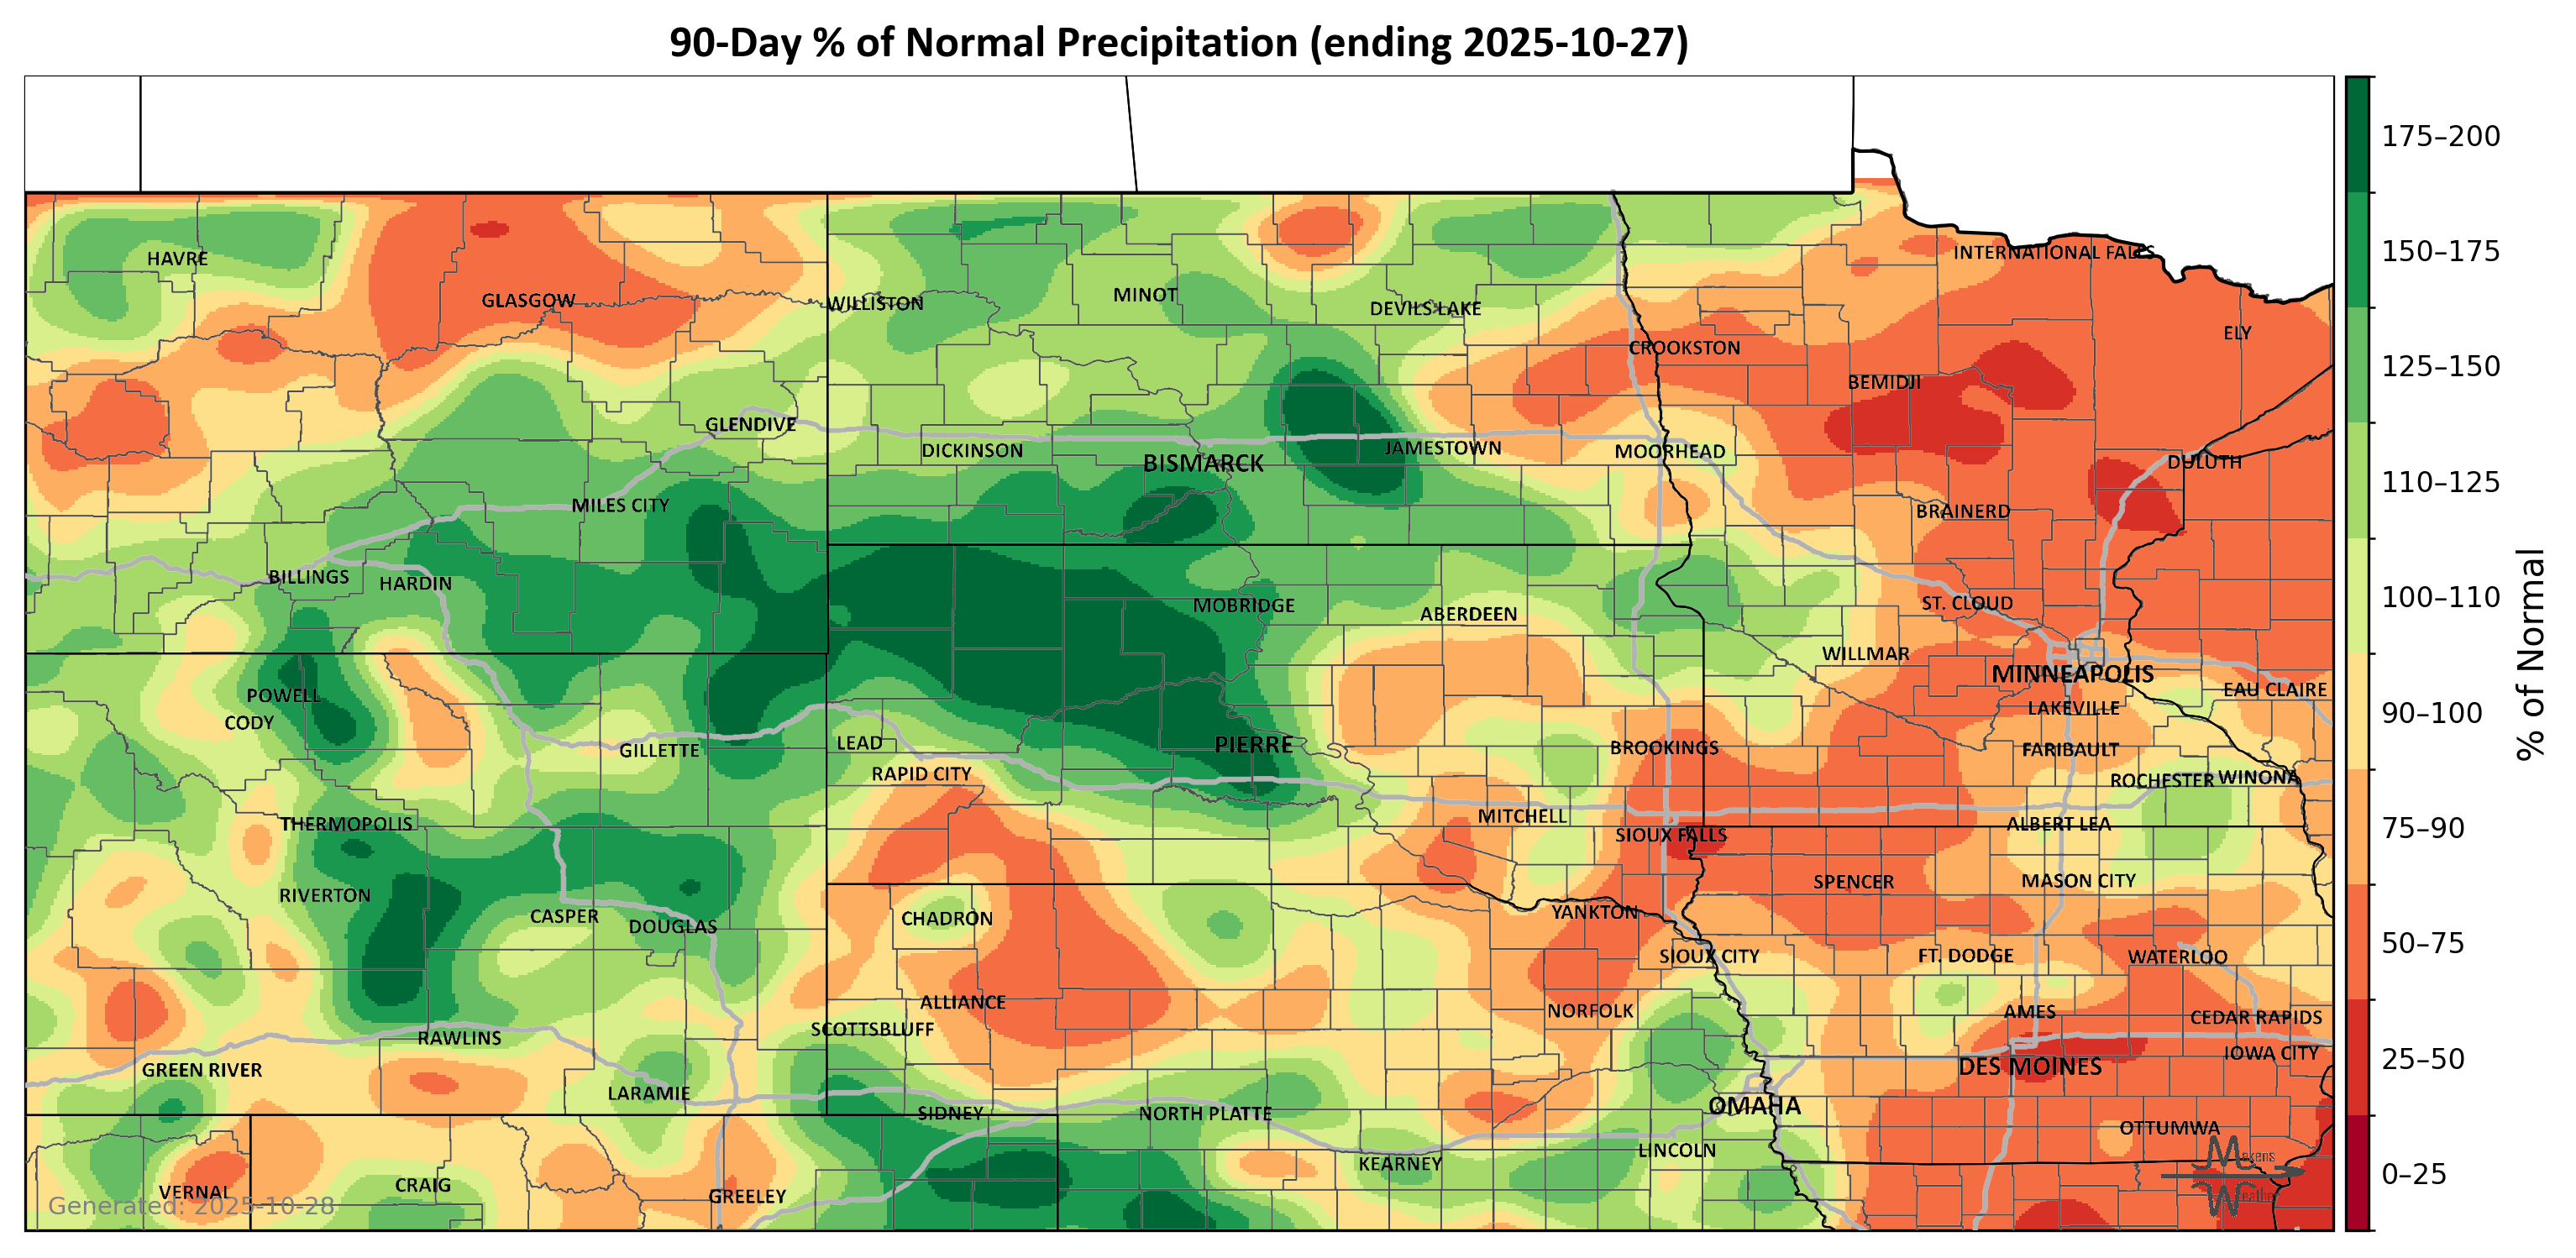 90-Day % of Normal Precipitation (ending 2025-10-27)
175–200
150–175
125–150
110–125
100–110
90–100
75–90
50–75
25–50
0–25
% of Normal
HAVRE
GLASGOW
WILLISTON
MINOT
DEVILS LAKE
INTERNATIONAL FALLS
ELY
CROOKSTON
BEMIDJI
GLENDIVE
DICKINSON
BISMARCK
JAMESTOWN
MOORHEAD
DULUTH
MILES CITY
BRAINERD
BILLINGS
HARDIN
MOBRIDGE
ABERDEEN
ST. CLOUD
WILLMAR
MINNEAPOLIS
EAU CLAIRE
POWELL
CODY
LAKEVILLE
GILLETTE
LEAD
PIERRE
BROOKINGS
FARIBAULT
RAPID CITY
ROCHESTER
WINONA
THERMOPOLIS
MITCHELL
SIOUX FALLS
ALBERT LEA
RIVERTON
SPENCER
MASON CITY
CASPER
DOUGLAS
CHADRON
YANKTON
SIOUX CITY
FT. DODGE
WATERLOO
ALLIANCE
NORFOLK
AMES
CEDAR RAPIDS
SCOTTSBLUFF
RAWLINS
IOWA CITY
GREEN RIVER
DES MOINES
LARAMIE
SIDNEY
NORTH PLATTE
OMAHA
OTTUMWA
LINCOLN
KEARNEY
VERNAL
CRAIG
GREELEY
Makens
Weather
Generated: 2025-10-28